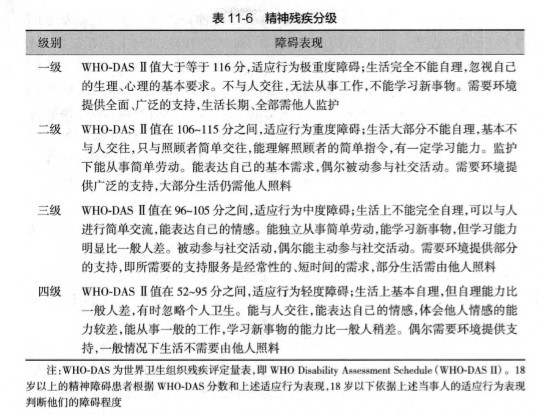 表 11-6 精神残疾分级
级别 障碍表现
一级 WHO-DAS Ⅱ值大于等于 116 分,适应行为极重度障碍;生活完全不能自理,忽视自己
的生理、心理的基本要求。不与人交往,无法从事工作,不能学习新事物。需要环境
提供全面、广泛的支持,生活长期、全部需他人监护
二级 WHO-DAS Ⅱ值在 106~115 分之间,适应行为重度障碍;生活大部分不能自理,基本不
与人交往,只与照顾者简单交往,能理解照顾者的简单指令,有一定学习能力。监护
下能从事简单劳动。能表达自己的基本需求,偶尔被动参与社交活动。需要环境提
供广泛的支持,大部分生活仍需他人照料
三级 WHO-DAS Ⅱ值在 96~105 分之间,适应行为中度障碍;生活上不能完全自理,可以与人
进行简单交流,能表达自己的情感。能独立从事简单劳动,能学习新事物,但学习能力
明显比一般人差。被动参与社交活动,偶尔能主动参与社交活动。需要环境提供部分
的支持,即所需要的支持服务是经常性的、短时间的需求,部分生活需由他人照料
四级 WHO-DAS Ⅱ值在 52~95 分之间,适应行为轻度障碍;生活上基本自理,但自理能力比
一般人差,有时忽略个人卫生。能与人交往,能表达自己的情感,体会他人情感的能
力较差,能从事一般的工作,学习新事物的能力比一般人稍差。偶尔需要环境提供支
持,一般情况下生活不需要由他人照料
注:WHO-DAS 为世界卫生组织残疾评定量表,即 WHO Disability Assessment Schedule(WHO-DAS Ⅱ)。18
岁以上的精神障碍患者根据 WHO-DAS 分数和上述适应行为表现,18 岁以下依据上述当事人的适应行为表现
判断他们的障碍程度